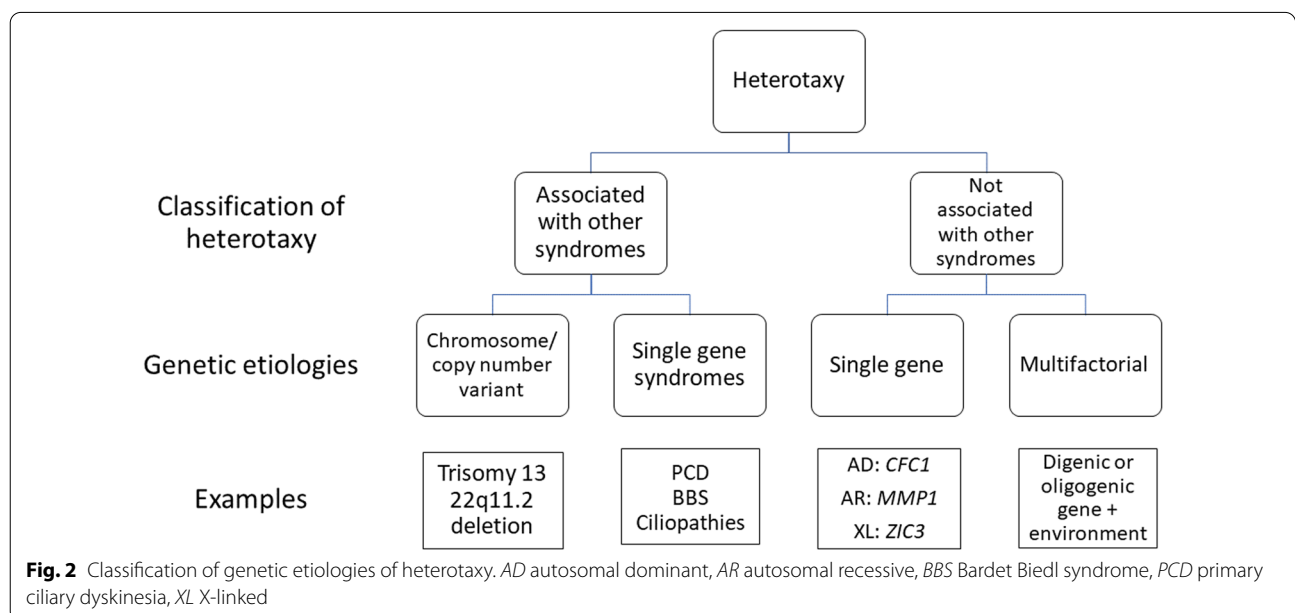 Heterotaxy
Classification of
heterotaxy
Associated
with other
syndromes
Not
associated
with other
syndromes
Genetic etiologies
Chromosome/
copy number
variant
Single gene
syndromes
Single gene
Multifactorial
Examples
Trisomy 13
22q11.2
deletion
PCD
BBS
Ciliopathies
AD: CFC1
AR: MMP1
XL: ZIC3
Digenic or
oligogenic
gene +
environment
Fig. 2 Classification of genetic etiologies of heterotaxy. AD autosomal dominant, AR autosomal recessive, BBS Bardet Biedl syndrome, PCD primary
ciliary dyskinesia, XL X-linked